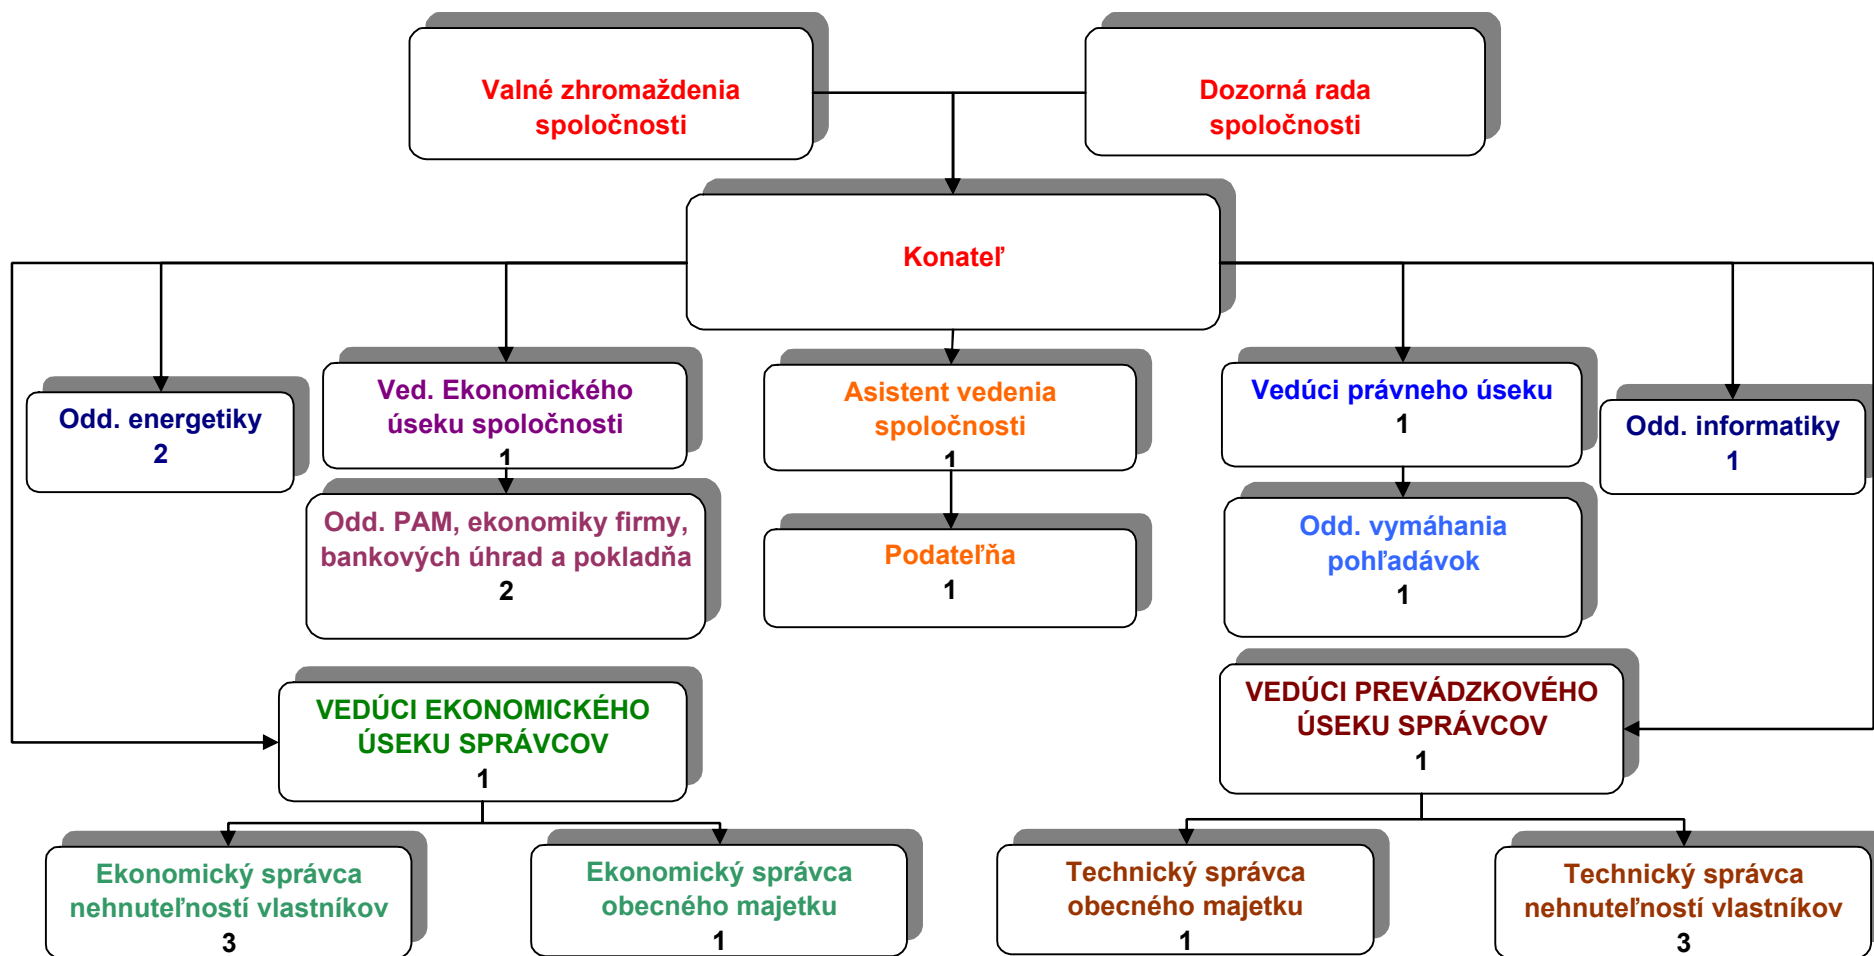 Valné zhromaždenia
spoločnosti
Dozorná rada
spoločnosti
Konateľ
Odd. energetiky
2
Ved. Ekonomického
úseku spoločnosti
1
Asistent vedenia
spoločnosti
1
Vedúci právneho úseku
1
Odd. informatiky
1
Odd. PAM, ekonomiky firmy,
bankových úhrad a pokladňa
2
Podateľňa
1
Odd. vymáhania
pohľadávok
1
VEDÚCI EKONOMICKÉHO
ÚSEKU SPRÁVCOV
1
VEDÚCI PREVÁDZKOVÉHO
ÚSEKU SPRÁVCOV
1
Ekonomický správca
nehnuteľností vlastníkov
3
Ekonomický správca
obecného majetku
1
Technický správca
obecného majetku
1
Technický správca
nehnuteľností vlastníkov
3